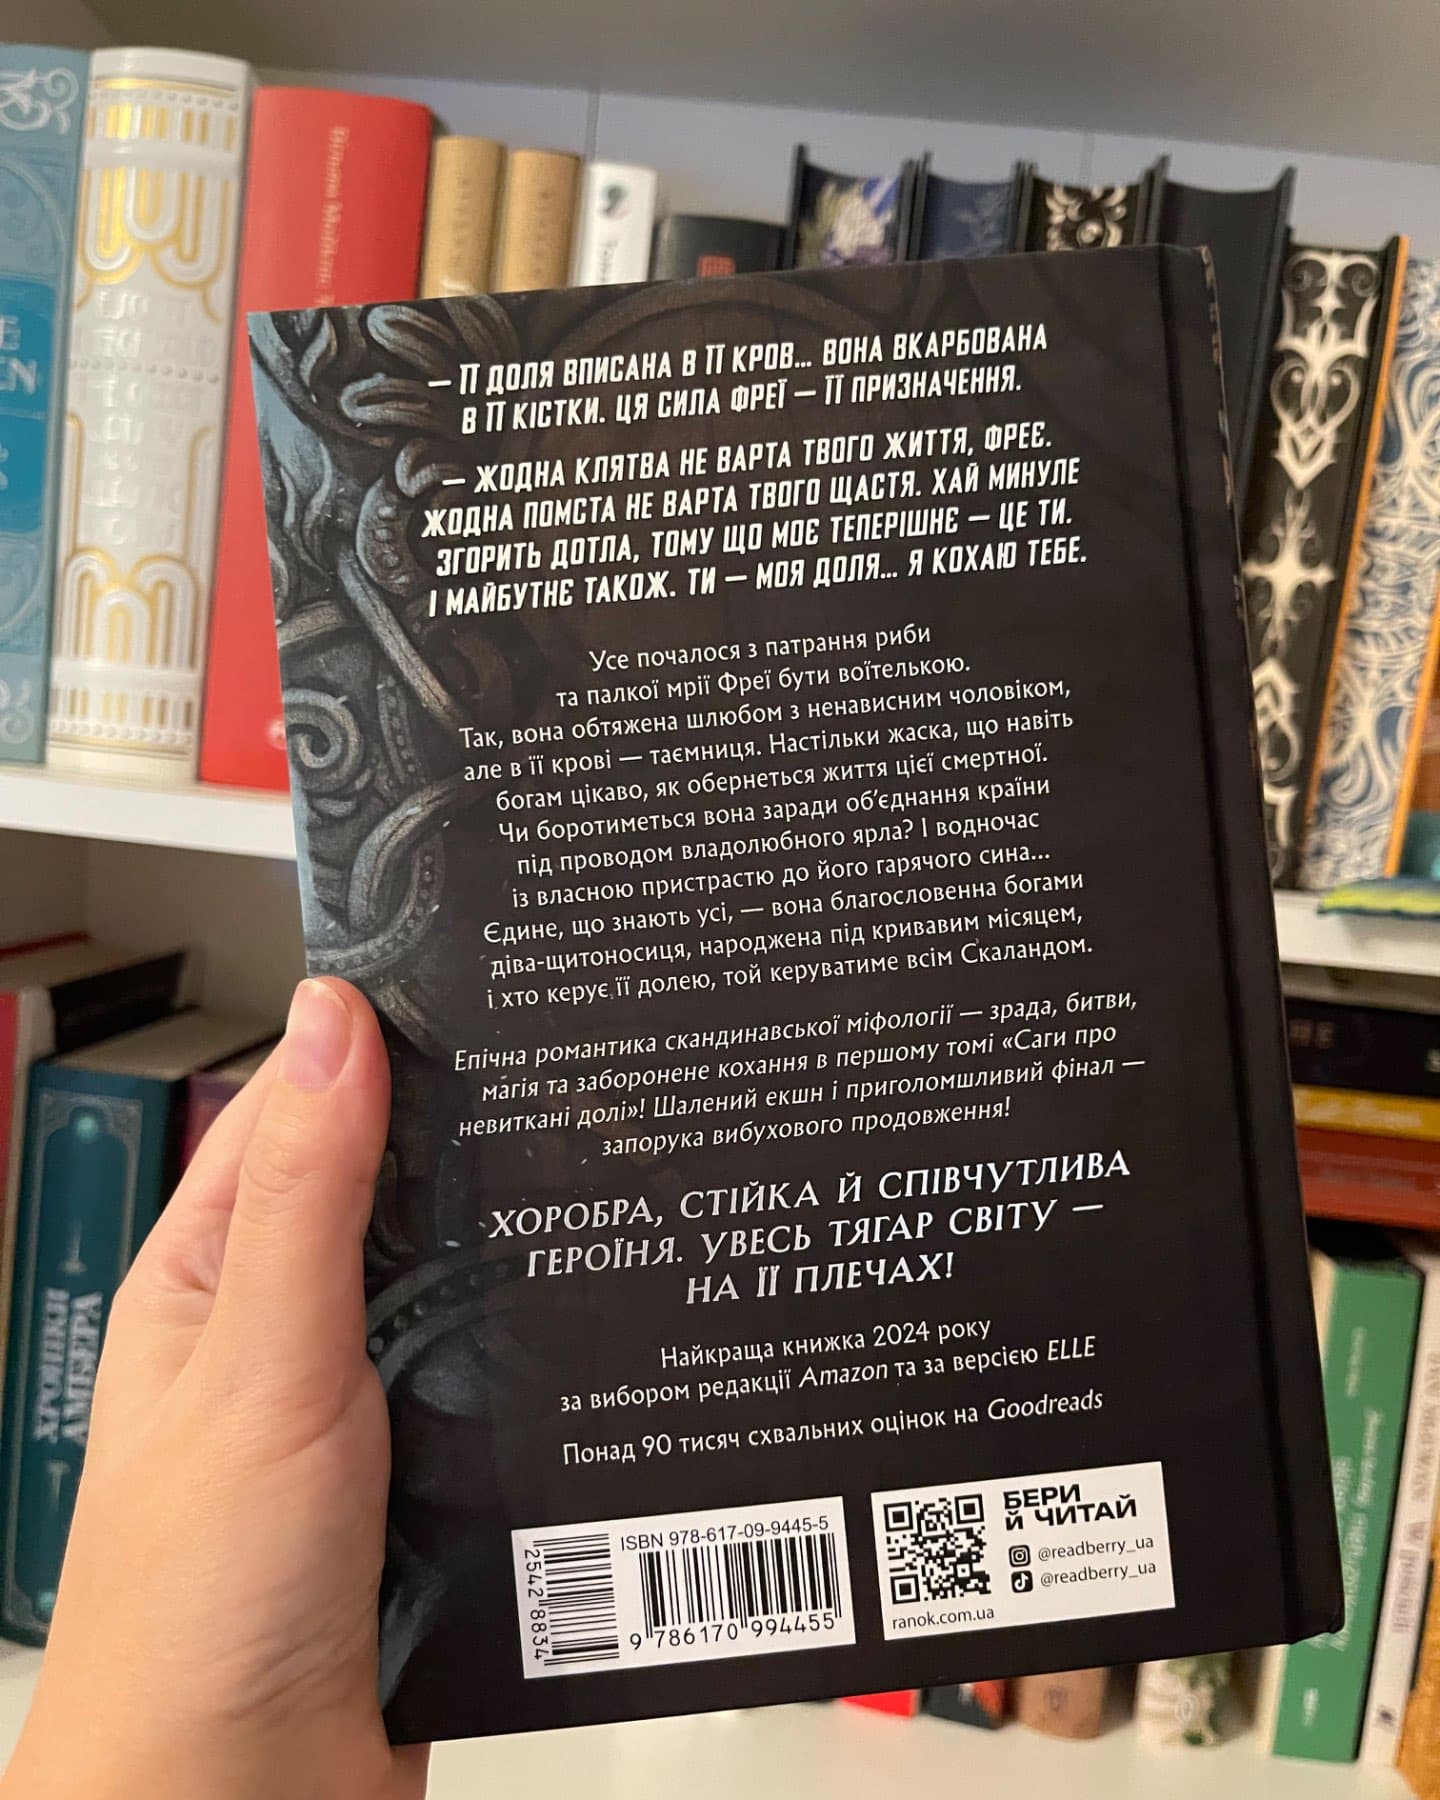 — ЇЇ ДОЛЯ ВПИСАНА В ЇЇ КРОВ... ВОНА ВКАРБОВАНА
В ЇЇ КІСТКИ. ЦЯ СИЛА ФРЕЇ — ЇЇ ПРИЗНАЧЕННЯ.
— ЖОДНА КЛЯТВА НЕ ВАРТА ТВОГО ЖИТТЯ, ФРЕЄ.
ЖОДНА ПОМСТА НЕ ВАРТА ТВОГО ЩАСТЯ. ХАЙ МИНУЛЕ
ЗГОРИТЬ ДОТЛА, ТОМУ ЩО МОЄ ТЕПЕРІШНЄ — ЦЕ ТИ.
І МАЙБУТНЄ ТАКОЖ. ТИ — МОЯ ДОЛЯ... Я КОХАЮ ТЕБЕ.
Усе почалося з патрання риби
та палкої мрії Фреї бути воїтелькою.
Так, вона обтяжена шлюбом з ненависним чоловіком,
але в її крові — таємниця. Настільки жаска, що навіть
богам цікаво, як обернеться життя цієї смертної.
Чи боротиметься вона заради об'єднання країни
під проводом владолюбного ярла? І водночас
із власною пристрастю до його гарячого сина...
Єдине, що знають усі, — вона благословенна богами
діва-щитоносиця, народжена під кривавим місяцем,
і хто керує її долею, той керуватиме всім Скаландом.
Епічна романтика скандинавської міфології — зрада, битви,
магія та заборонене кохання в першому томі «Саги про
невиткані долі»! Шалений екшн і приголомшливий фінал —
запорука вибухового продовження!
ХОРОБРА, СТІЙКА Й СПІВЧУТЛИВА
ГЕРОЇНЯ. УВЕСЬ ТЯГАР СВІТУ —
НА ЇЇ ПЛЕЧАХ!
Найкраща книжка 2024 року
за вибором редакції Amazon та за версією ELLE
Понад 90 тисяч схвальних оцінок на Goodreads
2542 8834
ISBN 978-617-09-9445-5
9 786170 994455
БЕРИ
Й ЧИТАЙ
@readberry_ua
@readberry_ua
ranok.com.ua
ХРОНІКИ
АМБЕРА